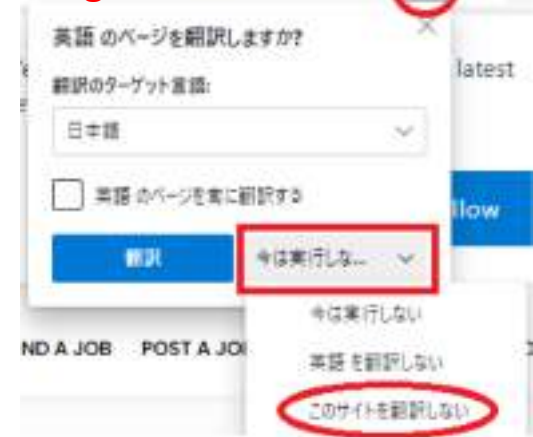 英語 のページを翻訳しますか?
latest
翻訳のターゲット言語:
日本語
英語 のページを常に翻訳する
llow
翻訳
今は実行しな...
今は実行しない
ND A JOB POST A JO
英語 を翻訳しない
このサイトを翻訳しない